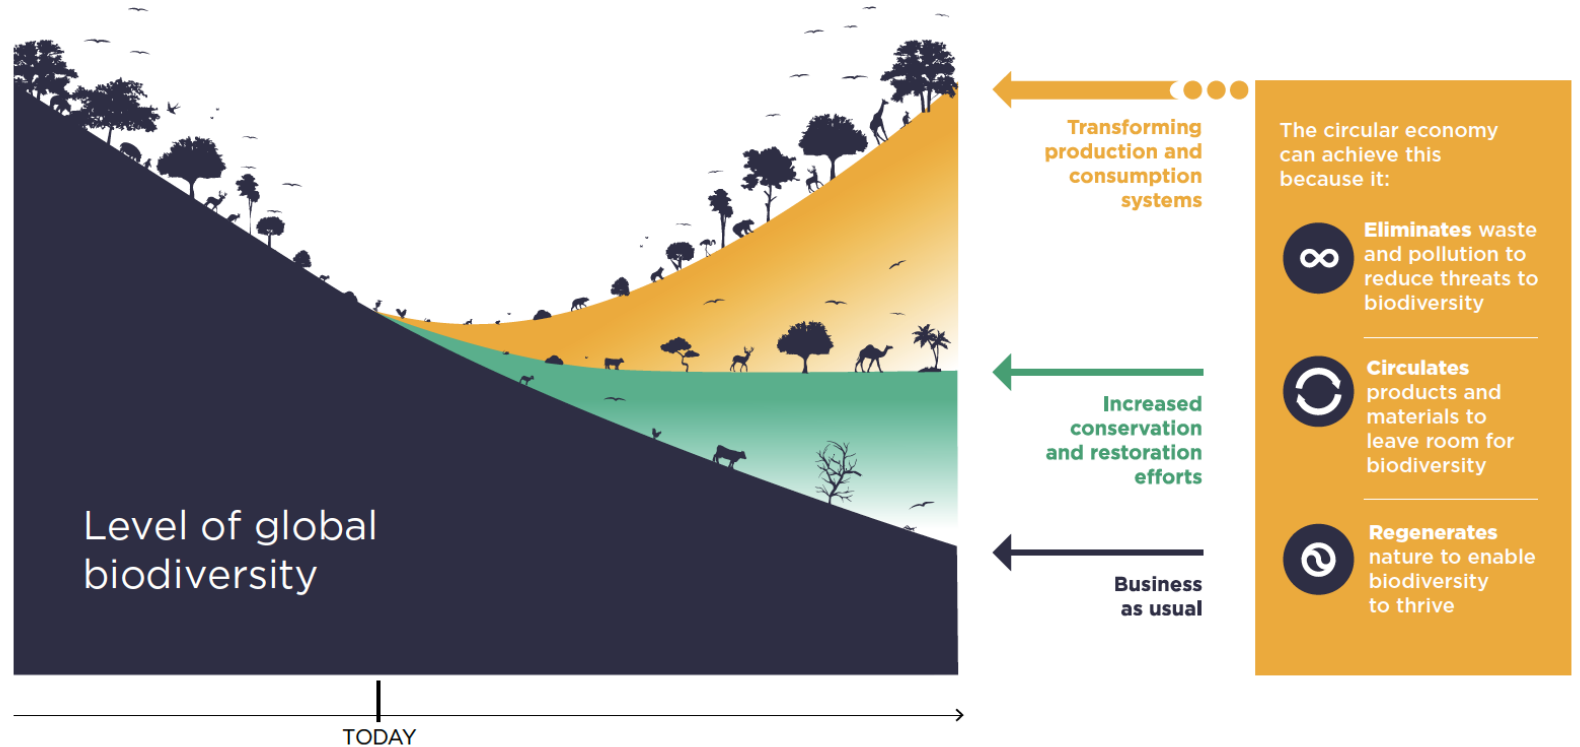 Level of global
biodiversity
TODAY
Transforming
production and
consumption
systems
Increased
conservation
and restoration
efforts
Business
as usual
The circular economy
can achieve this
because it:
Eliminates waste
and pollution to
reduce threats to
biodiversity
Circulates
products and
materials to
leave room for
biodiversity
Regenerates
nature to enable
biodiversity
to thrive